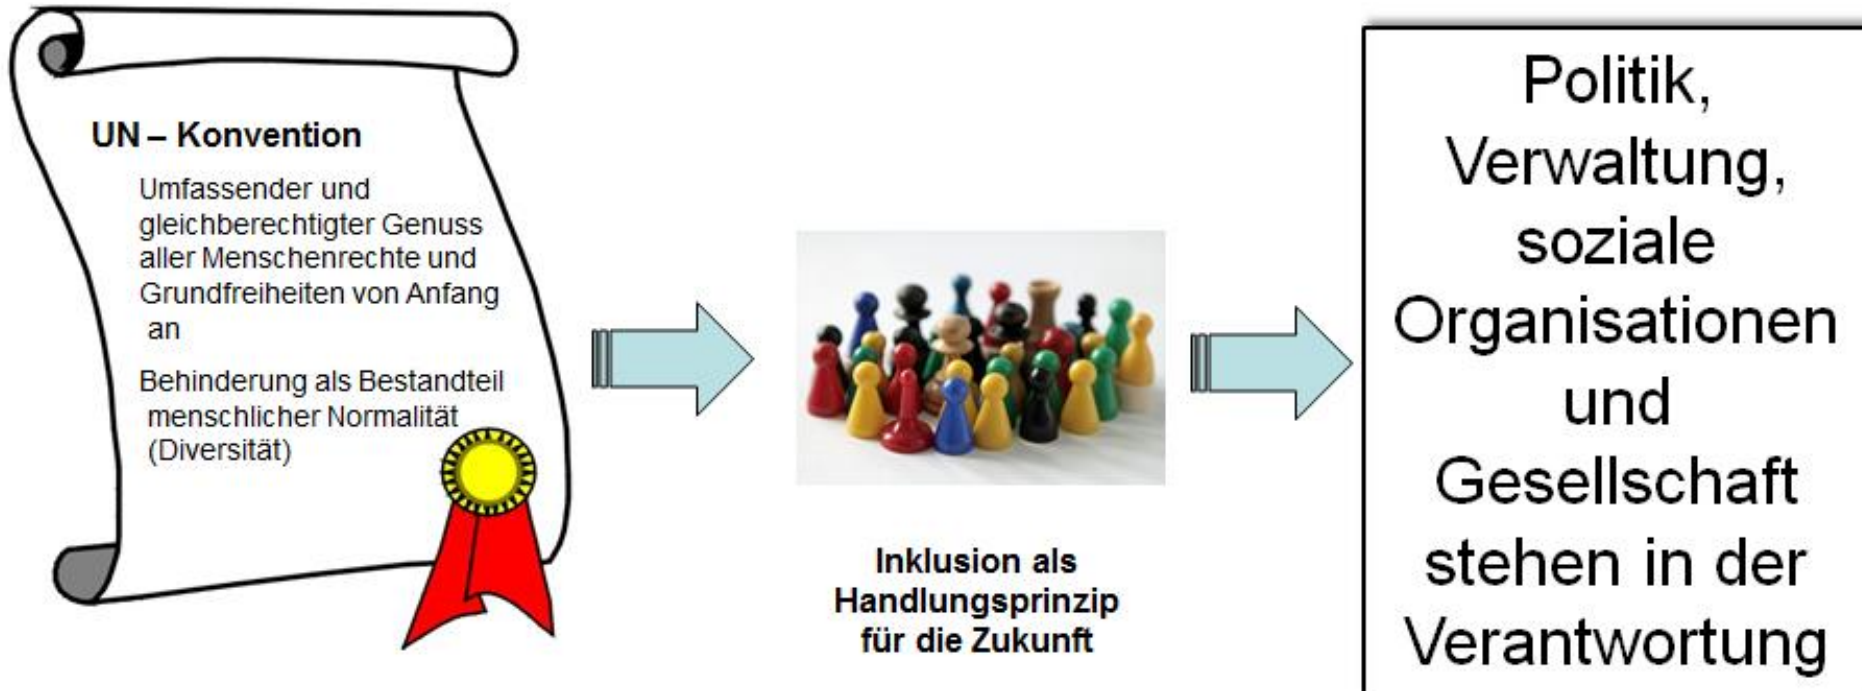 UN – Konvention
Umfassender und
gleichberechtigter Genuss
aller Menschenrechte und
Grundfreiheiten von Anfang
an
Behinderung als Bestandteil
menschlicher Normalität
(Diversität)
Inklusion als
Handlungsprinzip
für die Zukunft
Politik,
Verwaltung,
soziale
Organisationen
und
Gesellschaft
stehen in der
Verantwortung